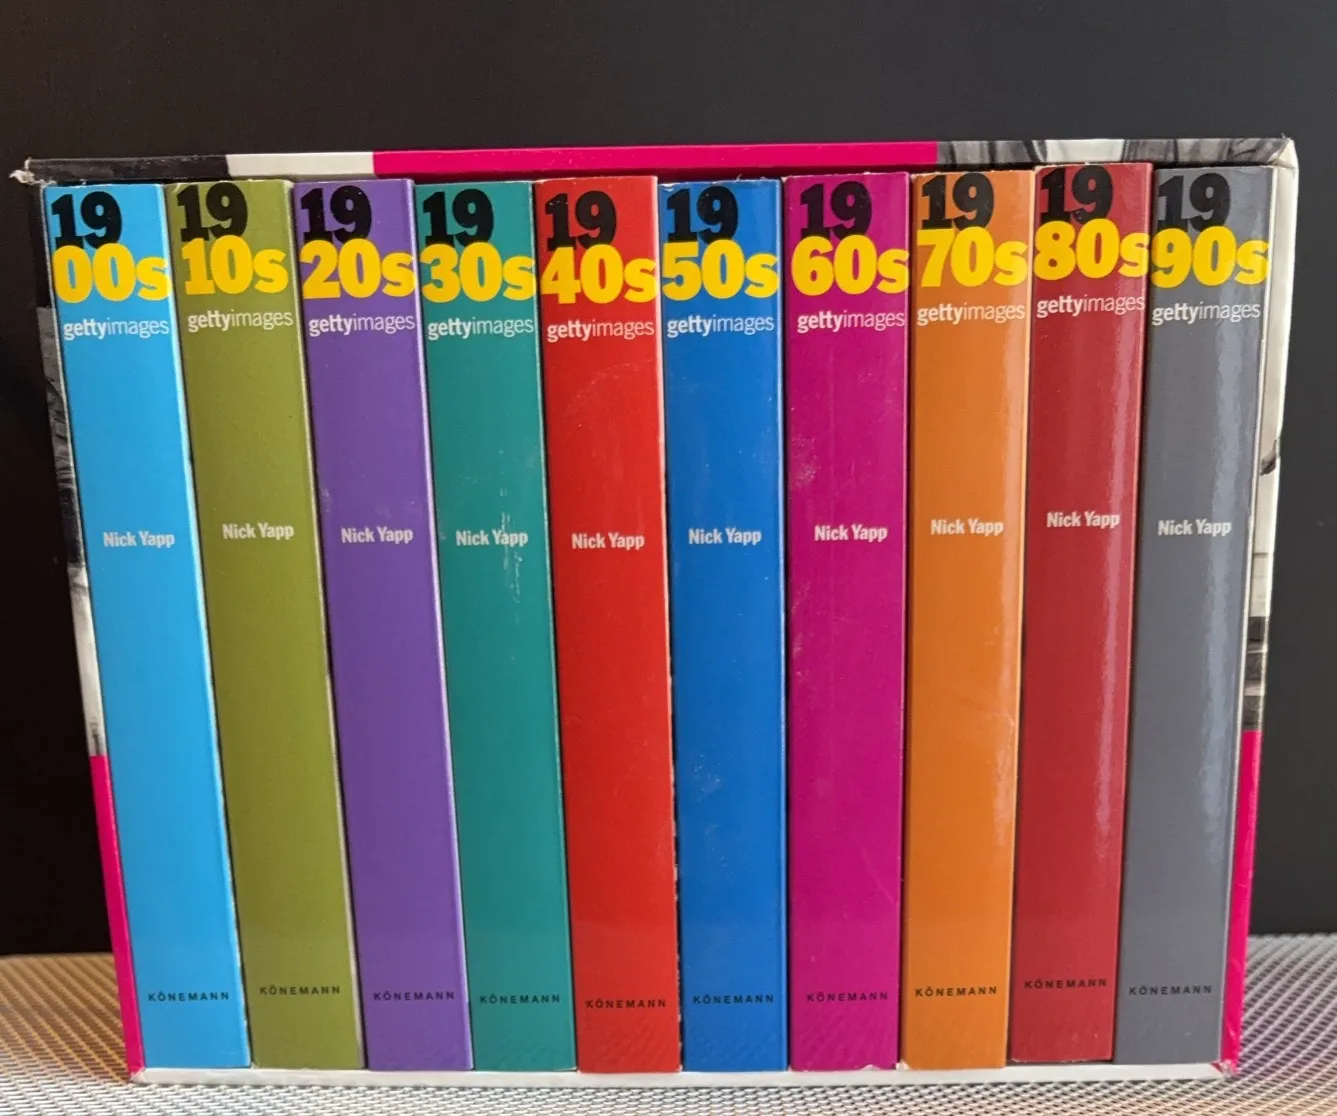 19
00s
gettyimages
Nick Yapp
KÖNEMANN
19
10s
gettyimages
Nick Yapp
KÖNEMANN
19
20s
gettyimages
Nick Yapp
KÖNEMANN
19
30s
gettyimages
Nick Yapp
KÖNEMANN
19
40s
gettyimages
Nick Yapp
KÖNEMANN
19
50s
gettyimages
Nick Yapp
KÖNEMANN
19
60s
gettyimages
Nick Yapp
KÖNEMANN
19
70s
gettyimages
Nick Yapp
KÖNEMANN
19
80s
gettyimages
Nick Yapp
KÖNEMANN
19
90s
gettyimages
Nick Yapp
KÖNEMANN